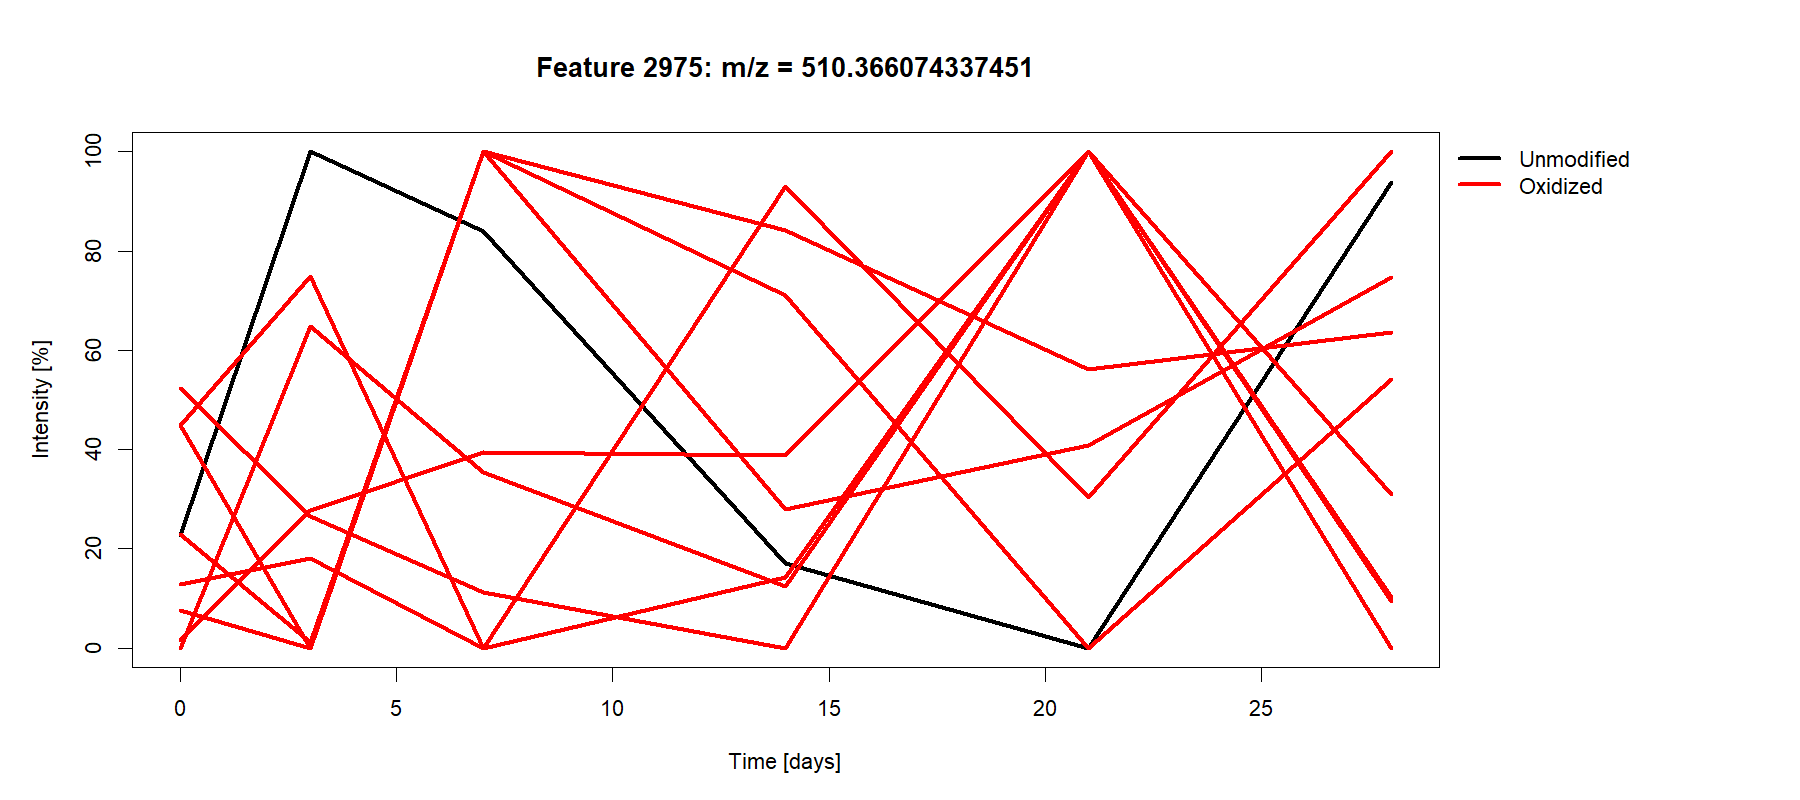 Feature 2975: m/z = 510.366074337451
Unmodified
Oxidized
100
80
60
40
20
0
Intensity [%]
0 5 10 15 20 25
Time [days]